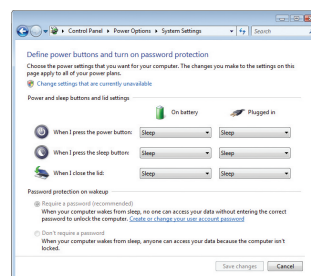 Control Panel ▸ Power Options ▸ System Settings
Search
Define power buttons and turn on password protection
Choose the power settings that you want for your computer. The changes you make to the settings on this
page apply to all of your power plans.
Change settings that are currently unavailable
Power and sleep buttons and lid settings
On battery Plugged in
When I press the power button: Sleep Sleep
When I press the sleep button: Sleep Sleep
When I close the lid: Sleep Sleep
Password protection on wakeup
Require a password (recommended)
When your computer wakes from sleep, no one can access your data without entering the correct
password to unlock the computer. Create or change your user account password
Don't require a password
When your computer wakes from sleep, anyone can access your data because the computer isn't
locked.
Save changes Cancel